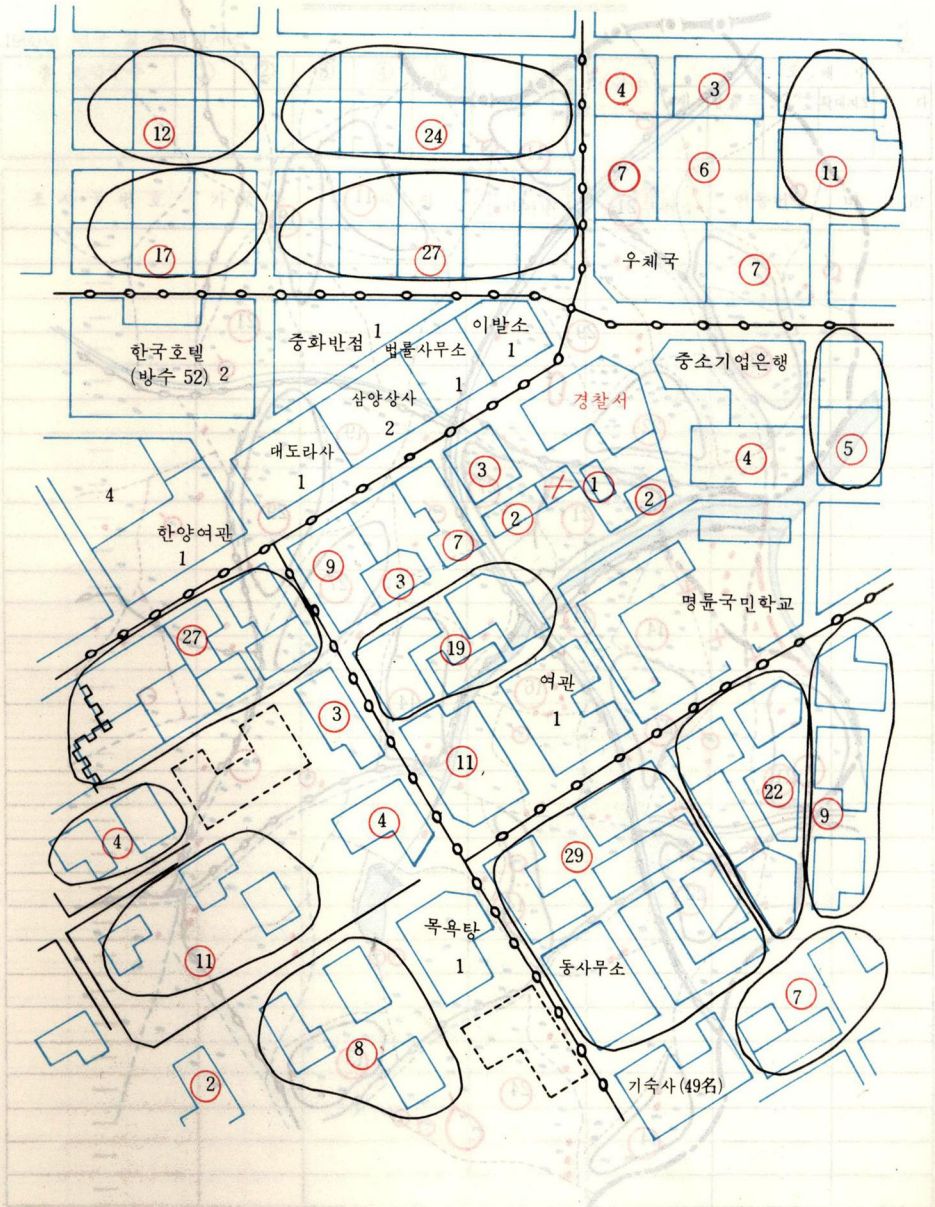 4
3
12
24
11
7
6
17
27
우체국
7
한국호텔
(방수 52) 2
중화반점
1
법률사무소
1
이발소
1
중소기업은행
삼양상사
2
경찰서
대도라사
1
3
4
5
1
2
2
4
한양여관
1
9
7
3
명륜국민학교
27
19
여관
1
3
11
22
9
4
4
29
목욕탕
1
11
동사무소
7
8
2
기숙사 (49名)